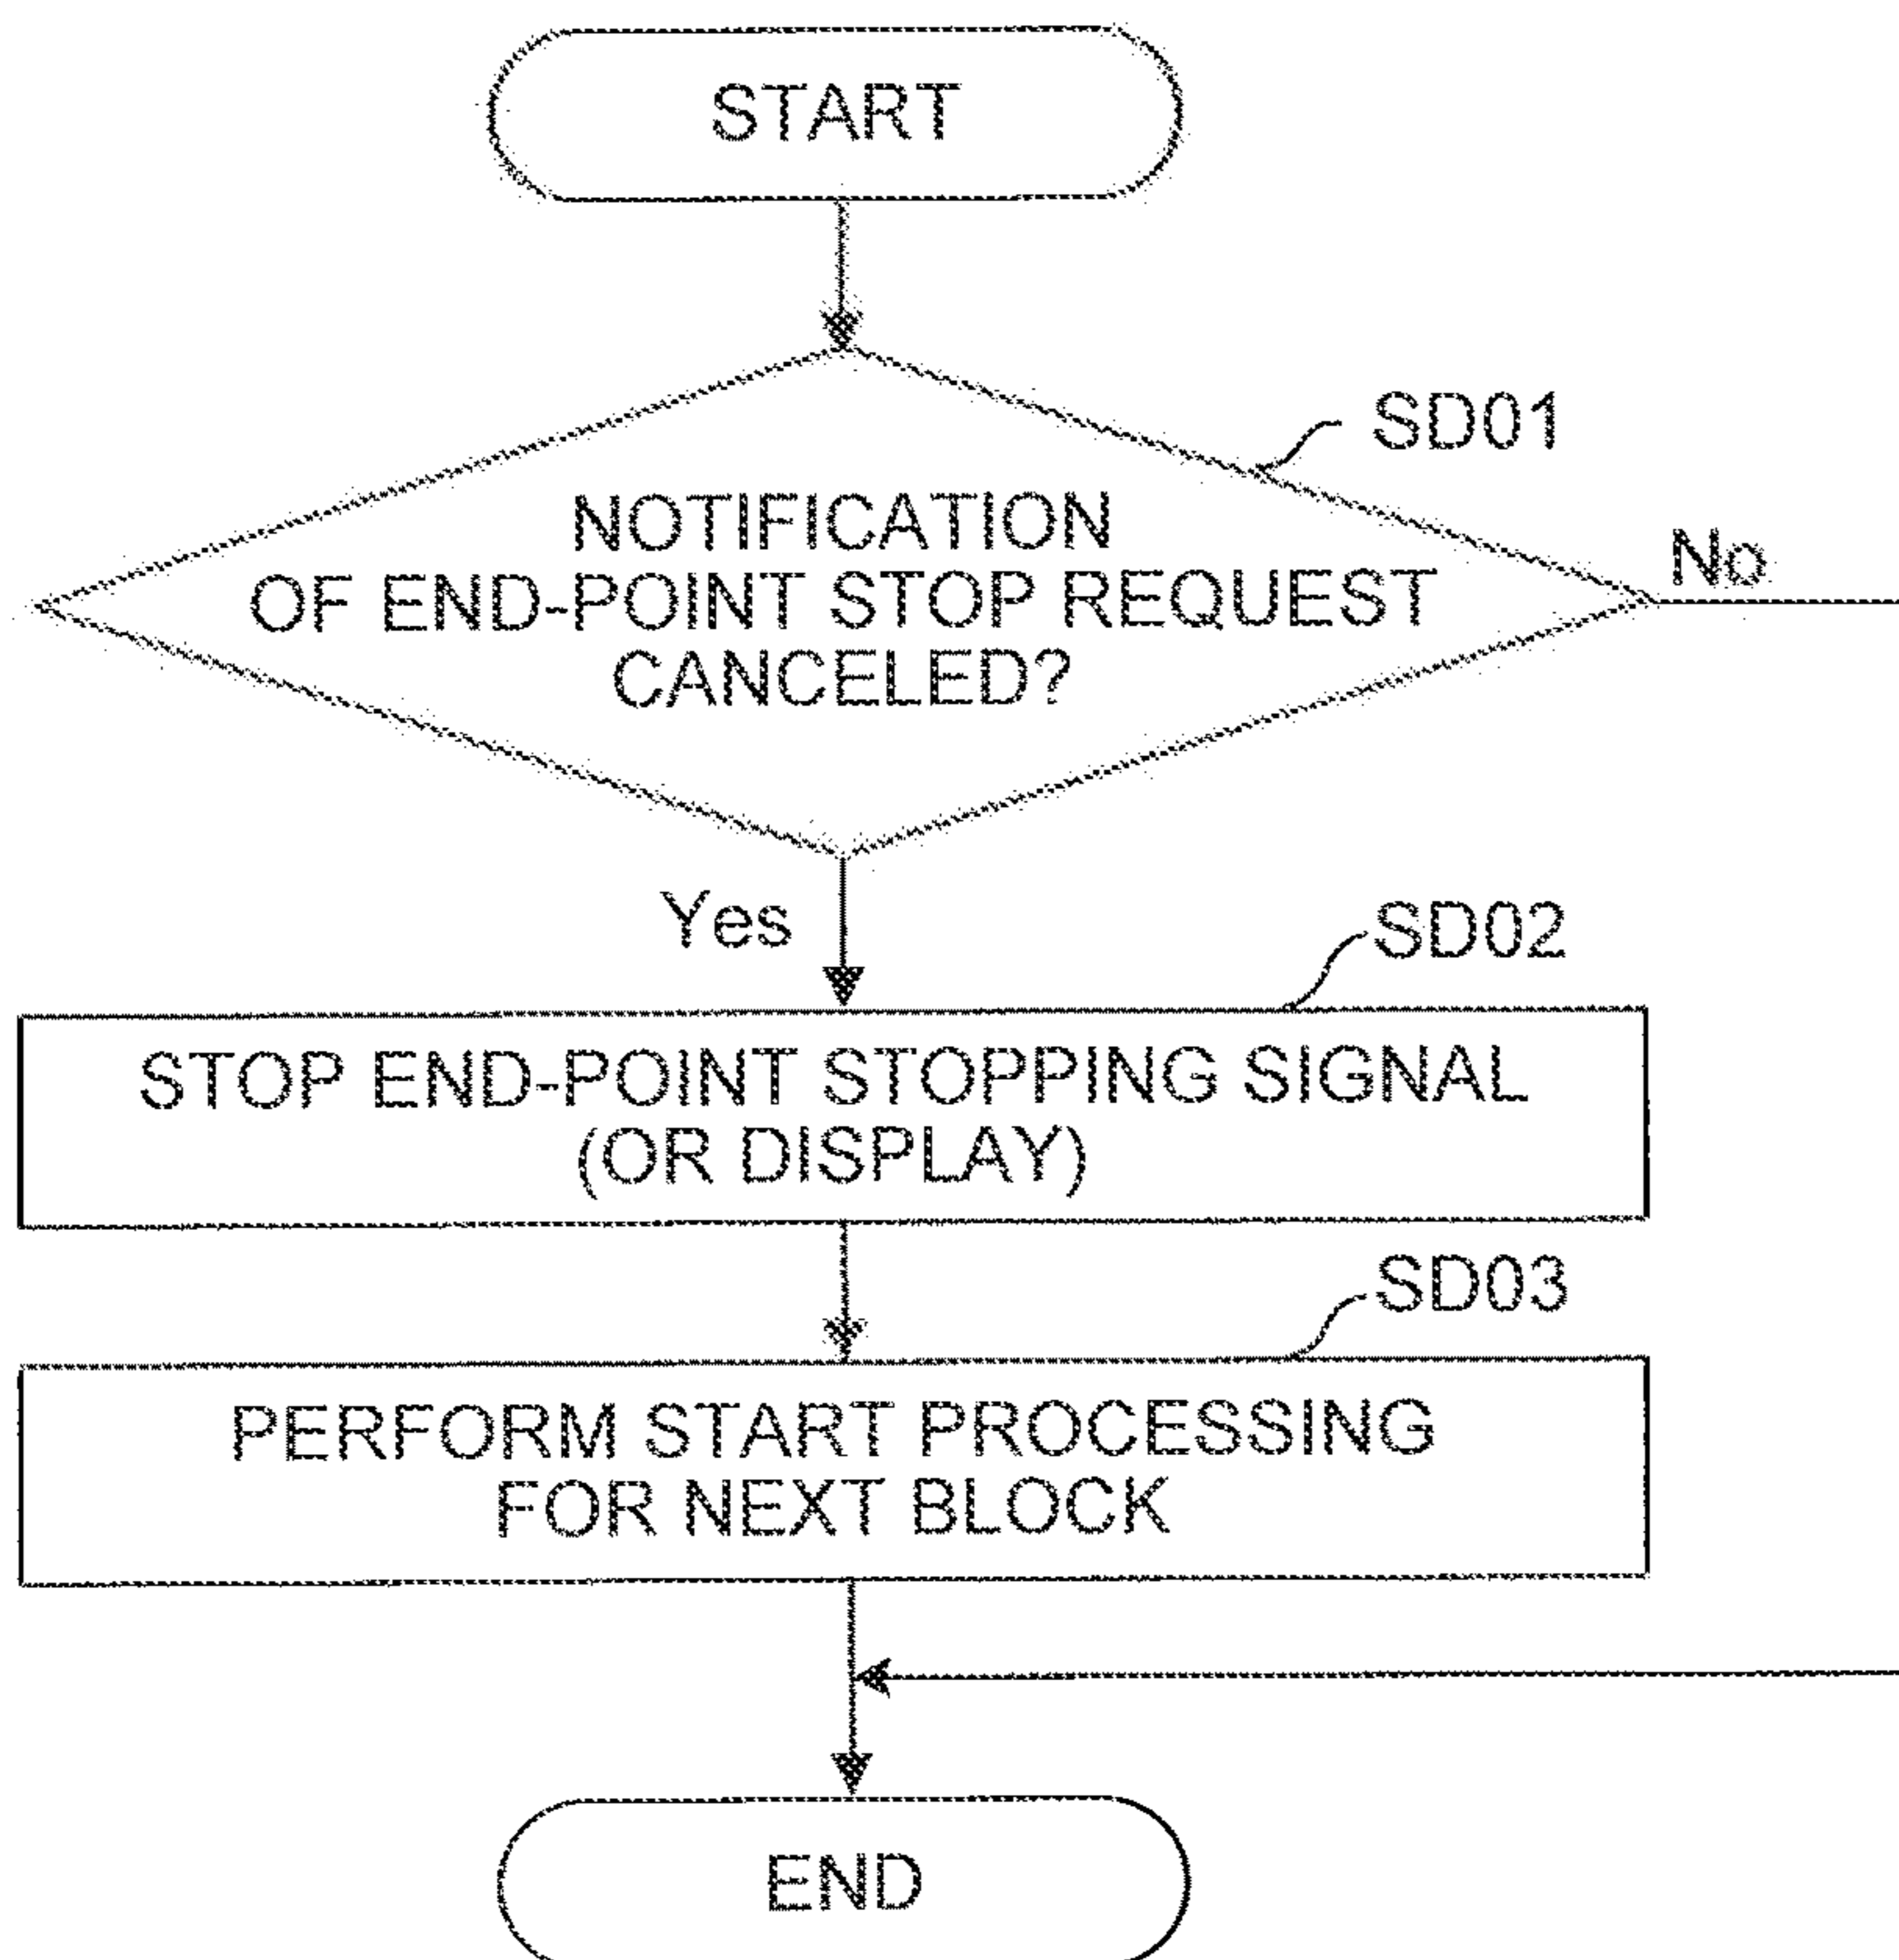 START
SD01
NOTIFICATION
OF END-POINT STOP REQUEST
CANCELED?
No
Yes
SD02
STOP END-POINT STOPPING SIGNAL
(OR DISPLAY)
SD03
PERFORM START PROCESSING
FOR NEXT BLOCK
END